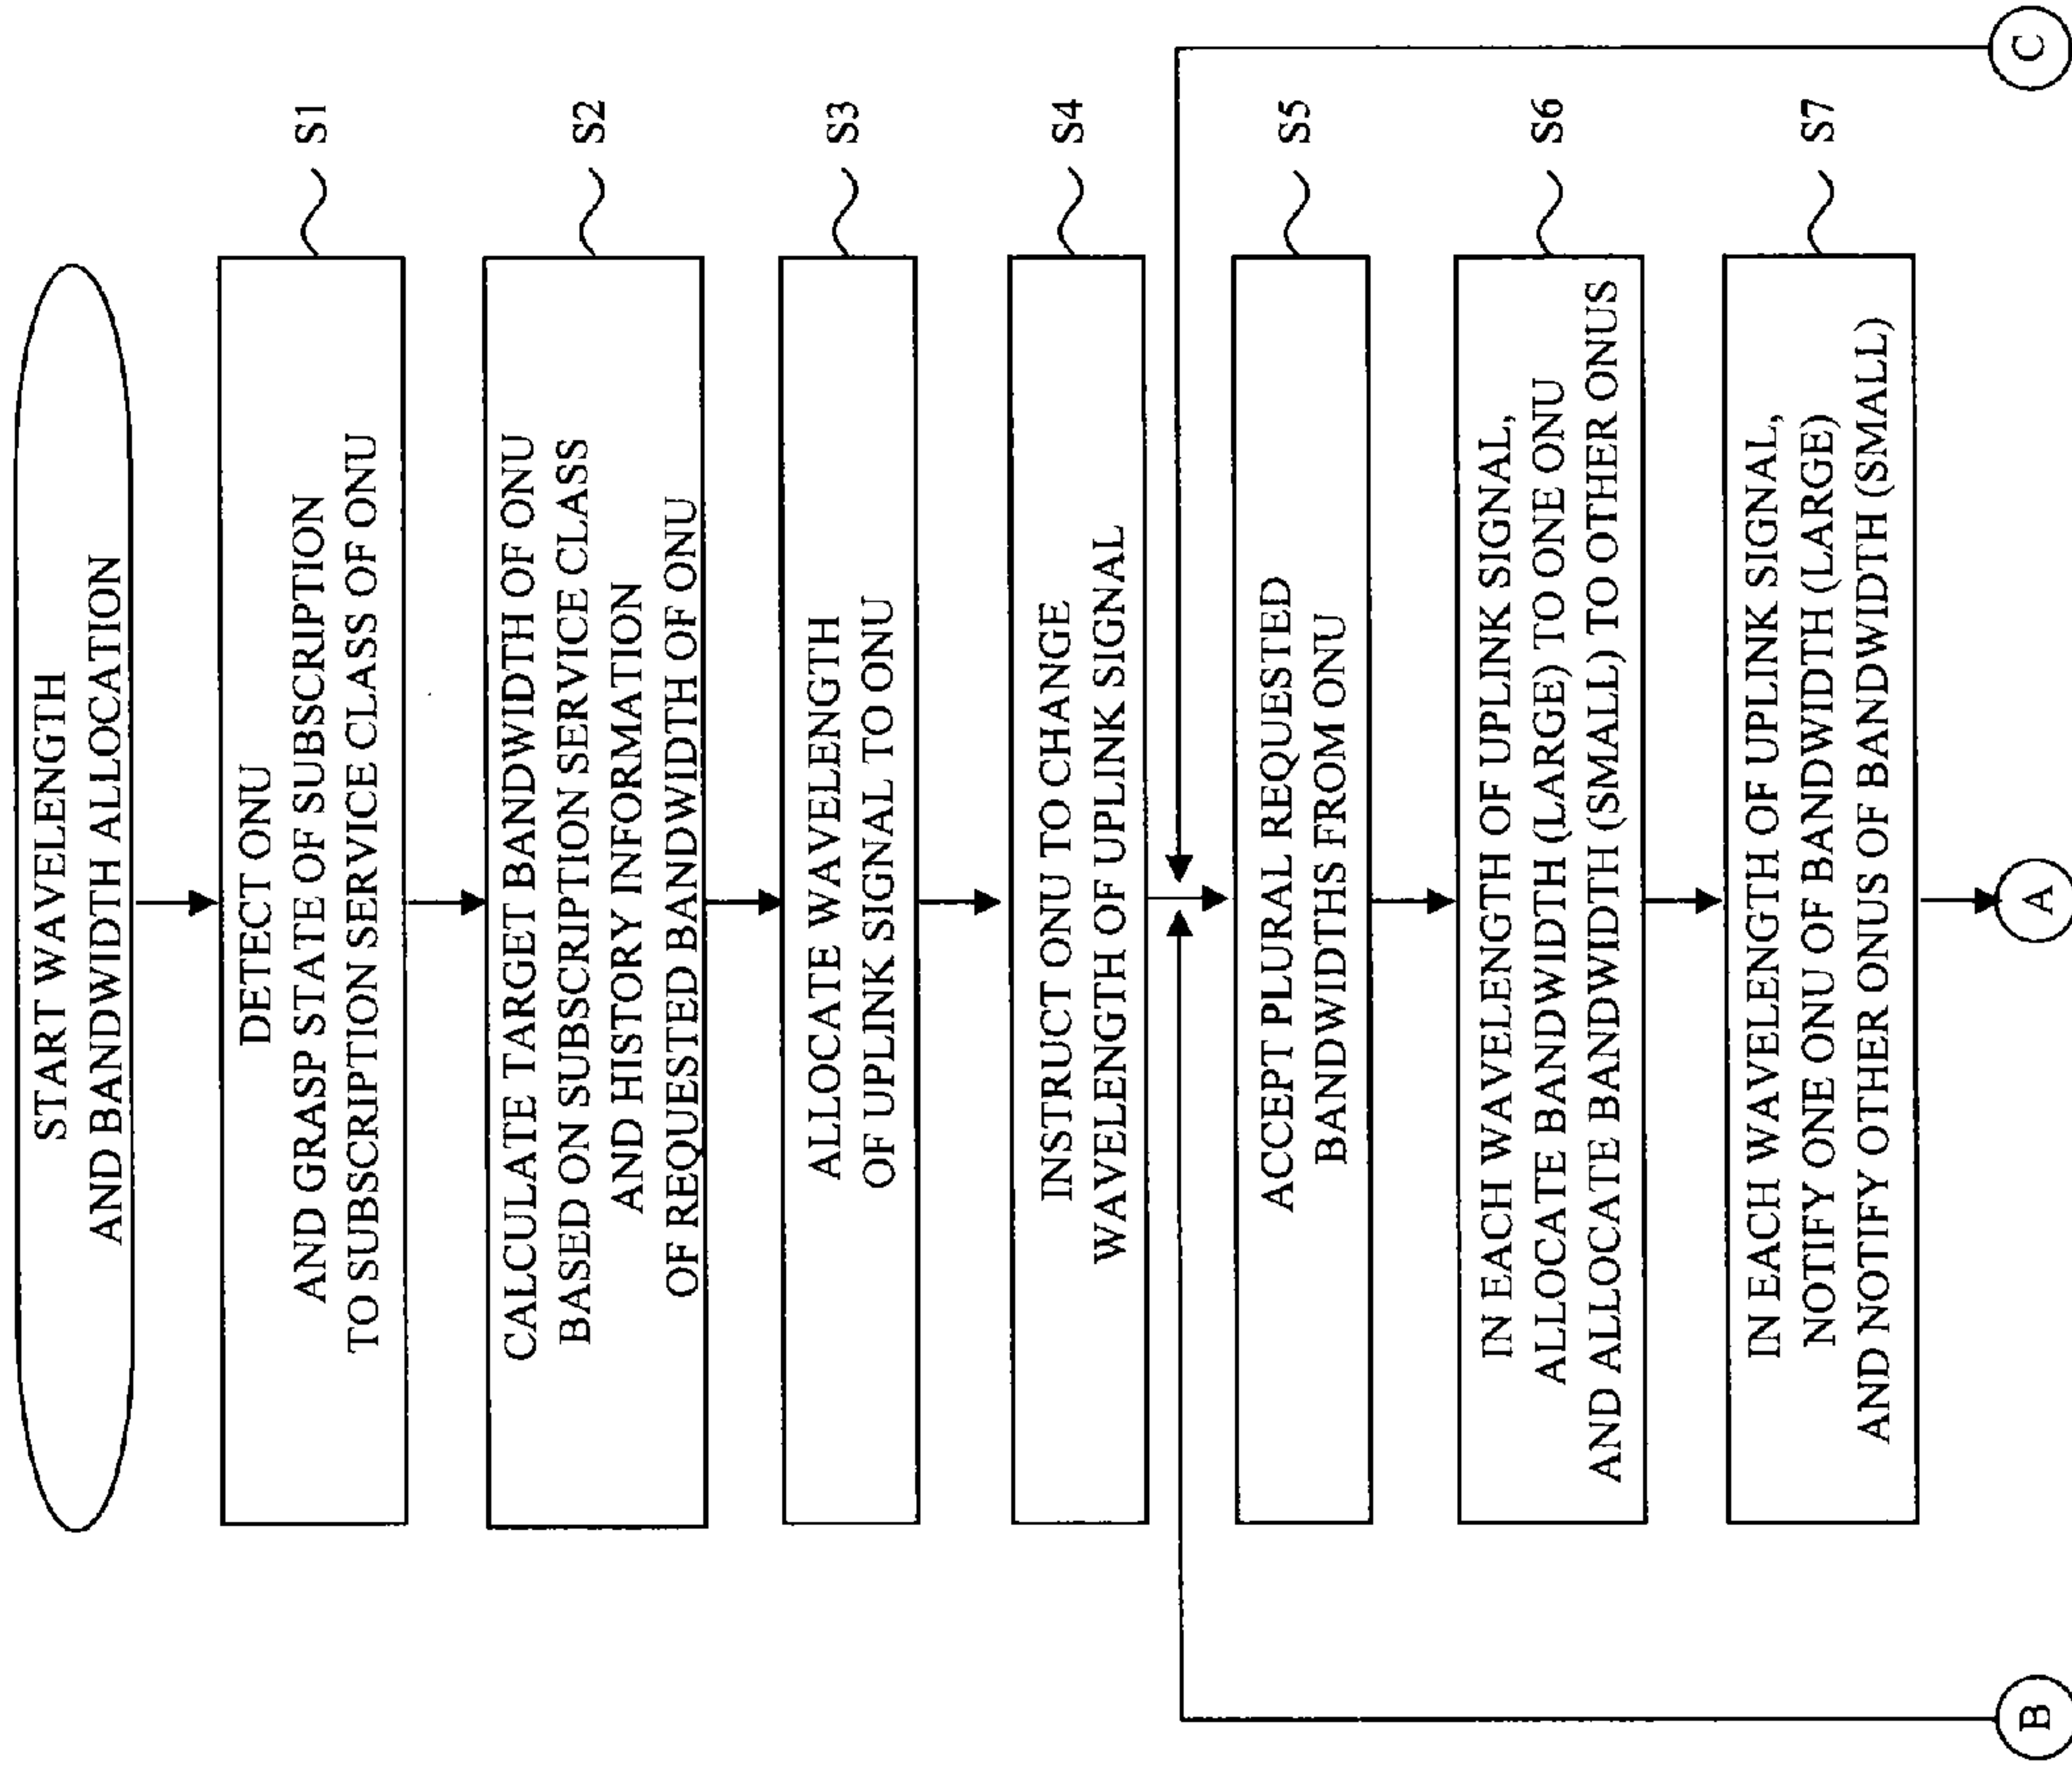 START WAVELENGTH
AND BANDWIDTH ALLOCATION
DETECT ONU
AND GRASP STATE OF SUBSCRIPTION
TO SUBSCRIPTION SERVICE CLASS OF ONU
S1
CALCULATE TARGET BANDWIDTH OF ONU
BASED ON SUBSCRIPTION SERVICE CLASS
AND HISTORY INFORMATION
OF REQUESTED BANDWIDTH OF ONU
S2
ALLOCATE WAVELENGTH
OF UPLINK SIGNAL TO ONU
S3
INSTRUCT ONU TO CHANGE
WAVELENGTH OF UPLINK SIGNAL
S4
ACCEPT PLURAL REQUESTED
BANDWIDTHS FROM ONU
S5
IN EACH WAVELENGTH OF UPLINK SIGNAL,
ALLOCATE BANDWIDTH (LARGE) TO ONE ONU
AND ALLOCATE BANDWIDTH (SMALL) TO OTHER ONUS
S6
IN EACH WAVELENGTH OF UPLINK SIGNAL,
NOTIFY ONE ONU OF BANDWIDTH (LARGE)
AND NOTIFY OTHER ONUS OF BANDWIDTH (SMALL)
S7
B
A
C